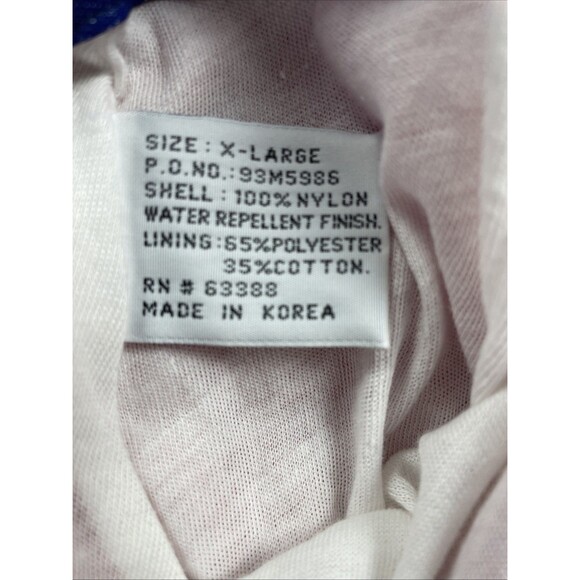 SIZE: X-LARGE
P.O.NO.:93M5986
SHELL: 100%NYLON
WATER REPELLENT FINISH.
LINING:65%POLYESTER
35%COTTON.
RN # 63388
MADE IN KOREA